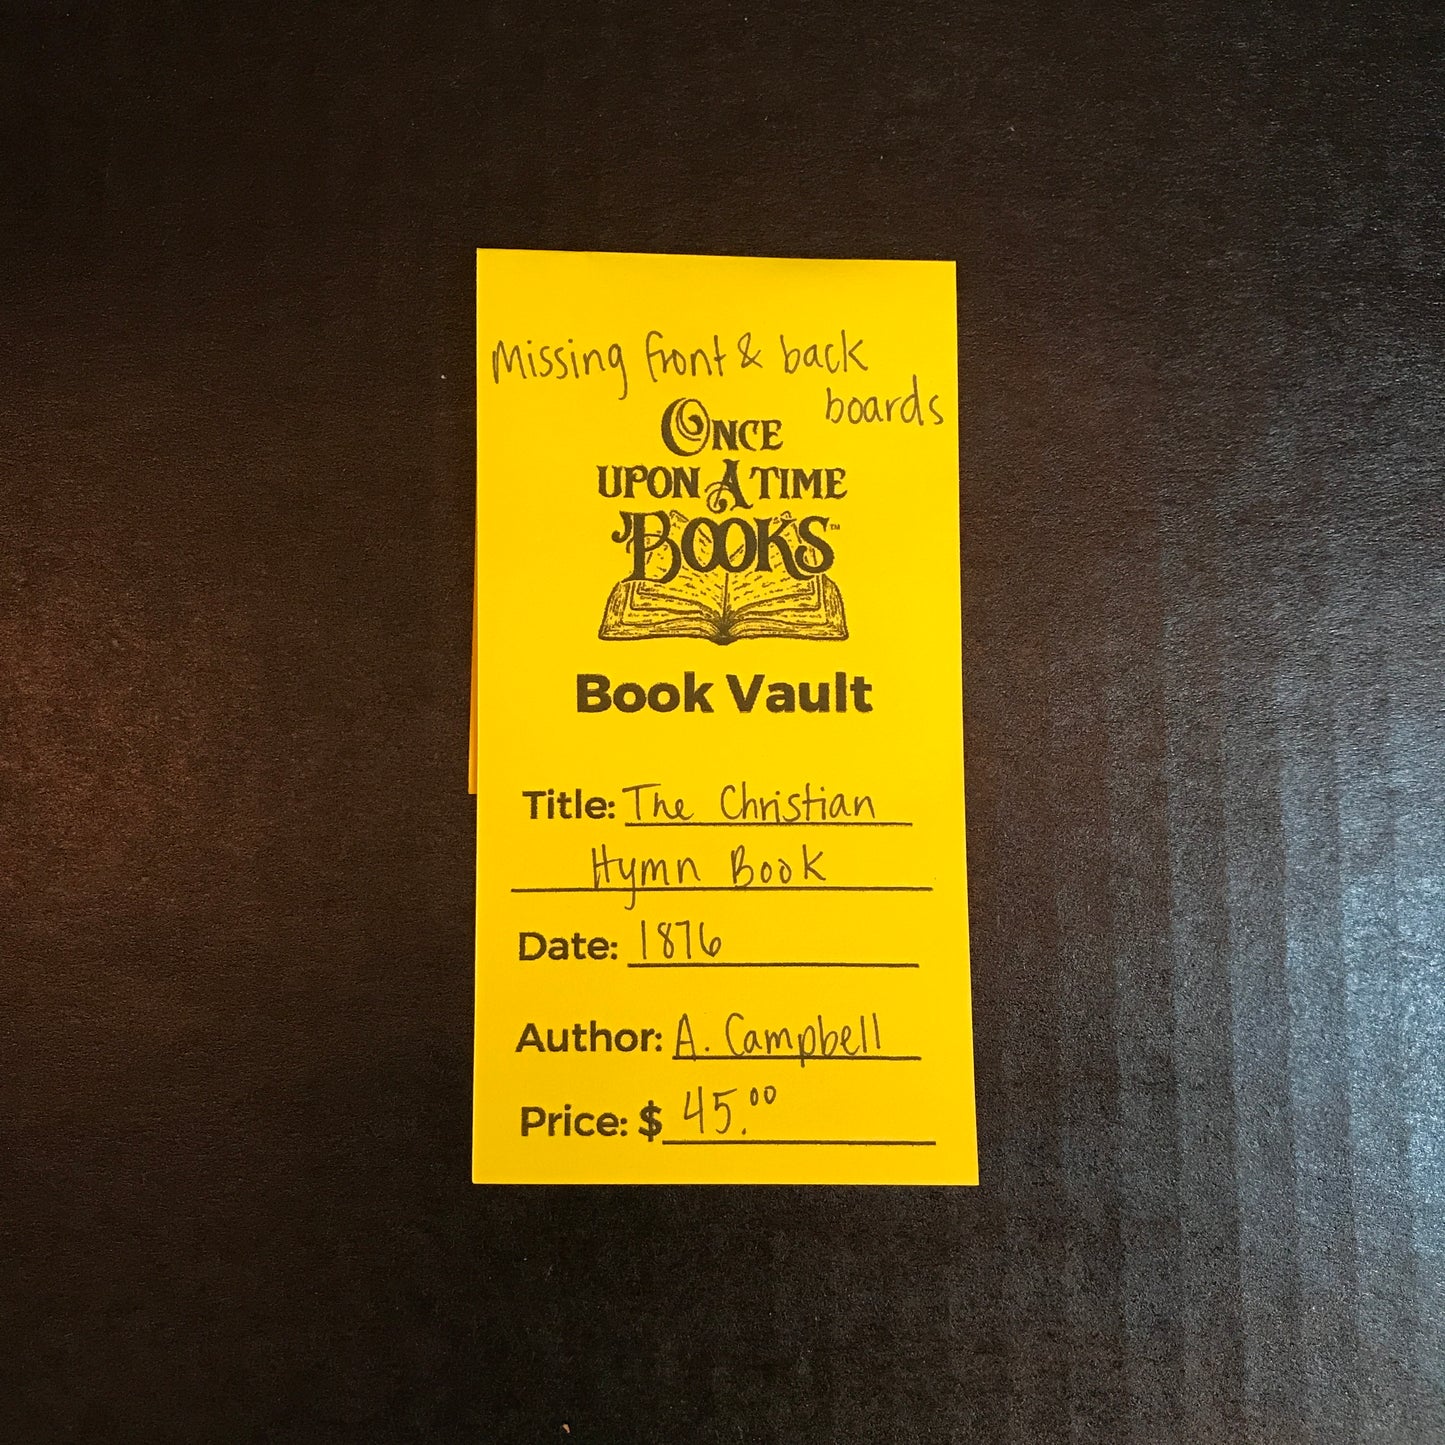 Missing front & back
boards
ONCE
UPON A TIME
BOOKS™
Book Vault
Title: The Christian
Hymn Book
Date: 1876
Author: A. Campbell
Price: $ 45.00